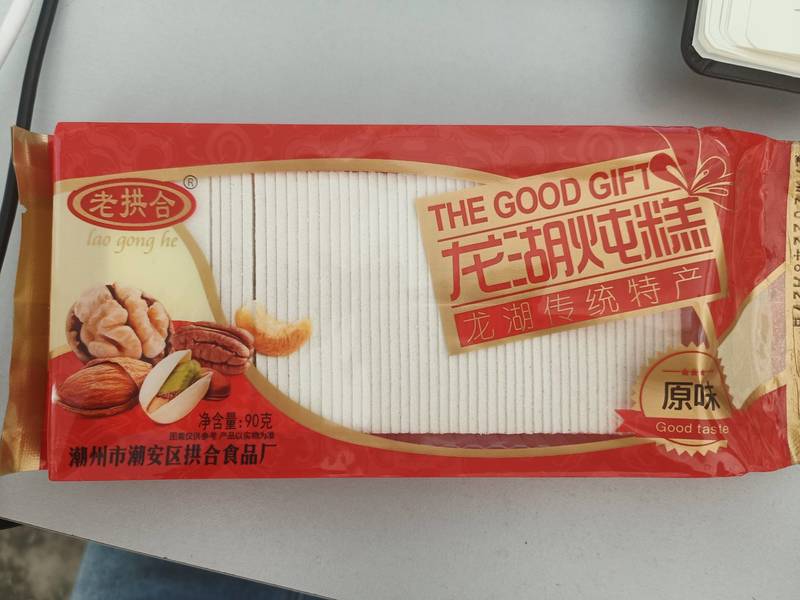 老拱合
®
lao gong he
THE GOOD GIFT
龙湖炖糕
龙湖传统特产
原味
Good taste
净含量:90克
图案仅供参考 产品以实物为准
潮州市潮安区拱合食品厂